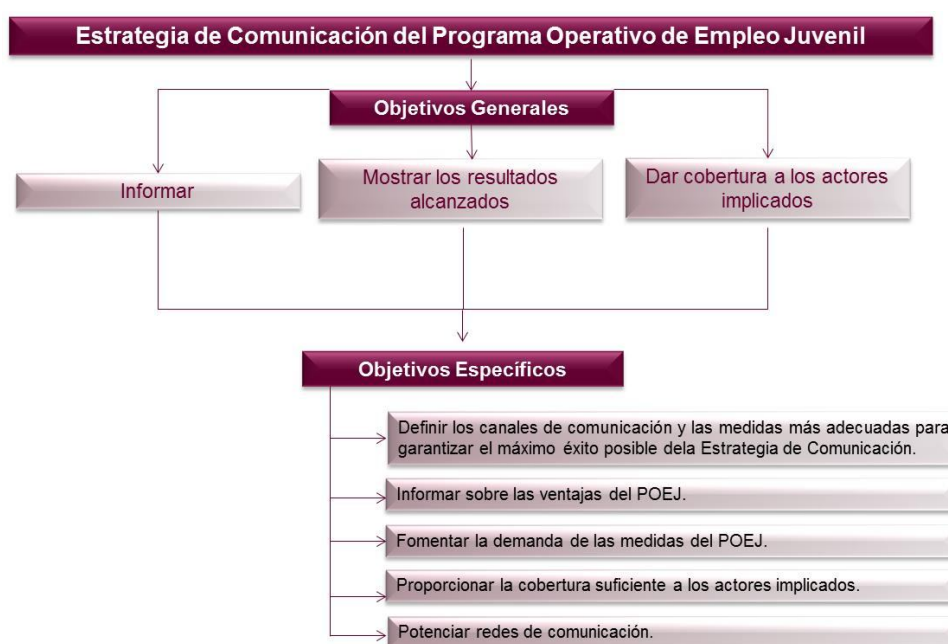 Estrategia de Comunicación del Programa Operativo de Empleo Juvenil
Objetivos Generales
Informar
Mostrar los resultados
alcanzados
Dar cobertura a los actores
implicados
Objetivos Específicos
Definir los canales de comunicación y las medidas más adecuadas para
garantizar el máximo éxito posible dela Estrategia de Comunicación.
Informar sobre las ventajas del POEJ.
Fomentar la demanda de las medidas del POEJ.
Proporcionar la cobertura suficiente a los actores implicados.
Potenciar redes de comunicación.